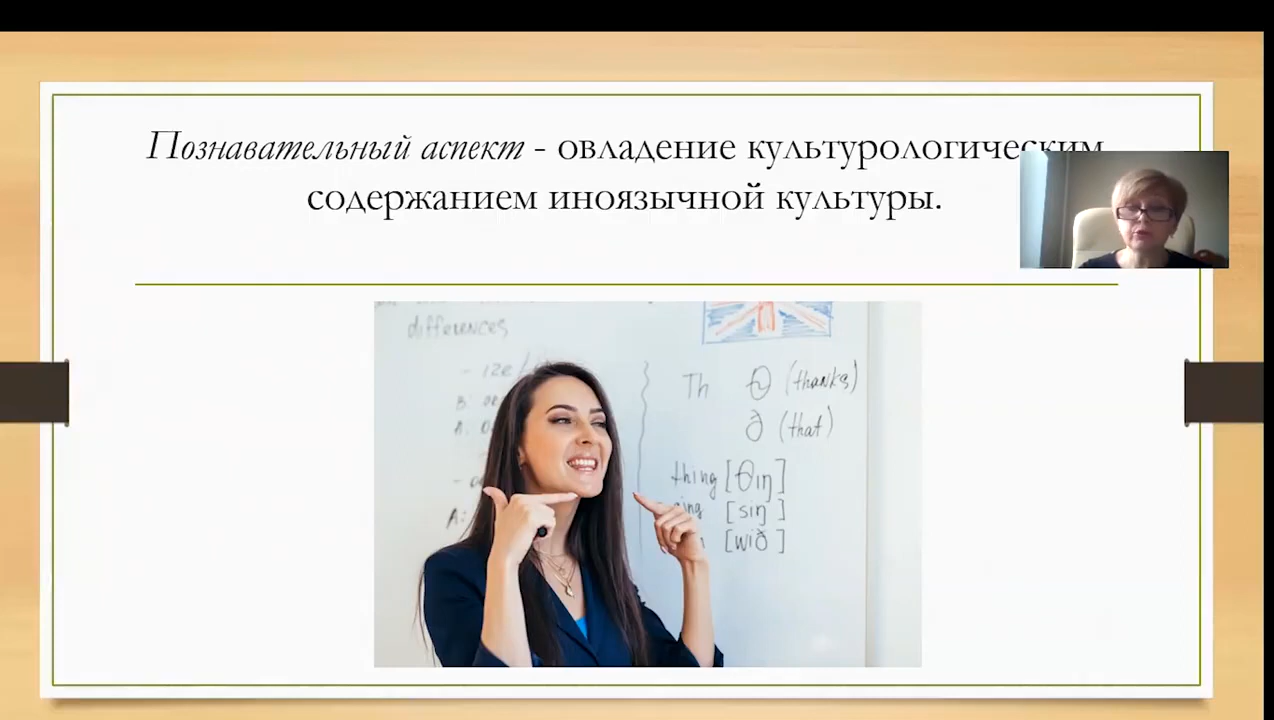 Познавательный аспект - овладение культурологическим
содержанием иноязычной культуры.
differences
Th θ (thanks)
ð (that)
thing [θiŋ]
[siŋ]
[wið]